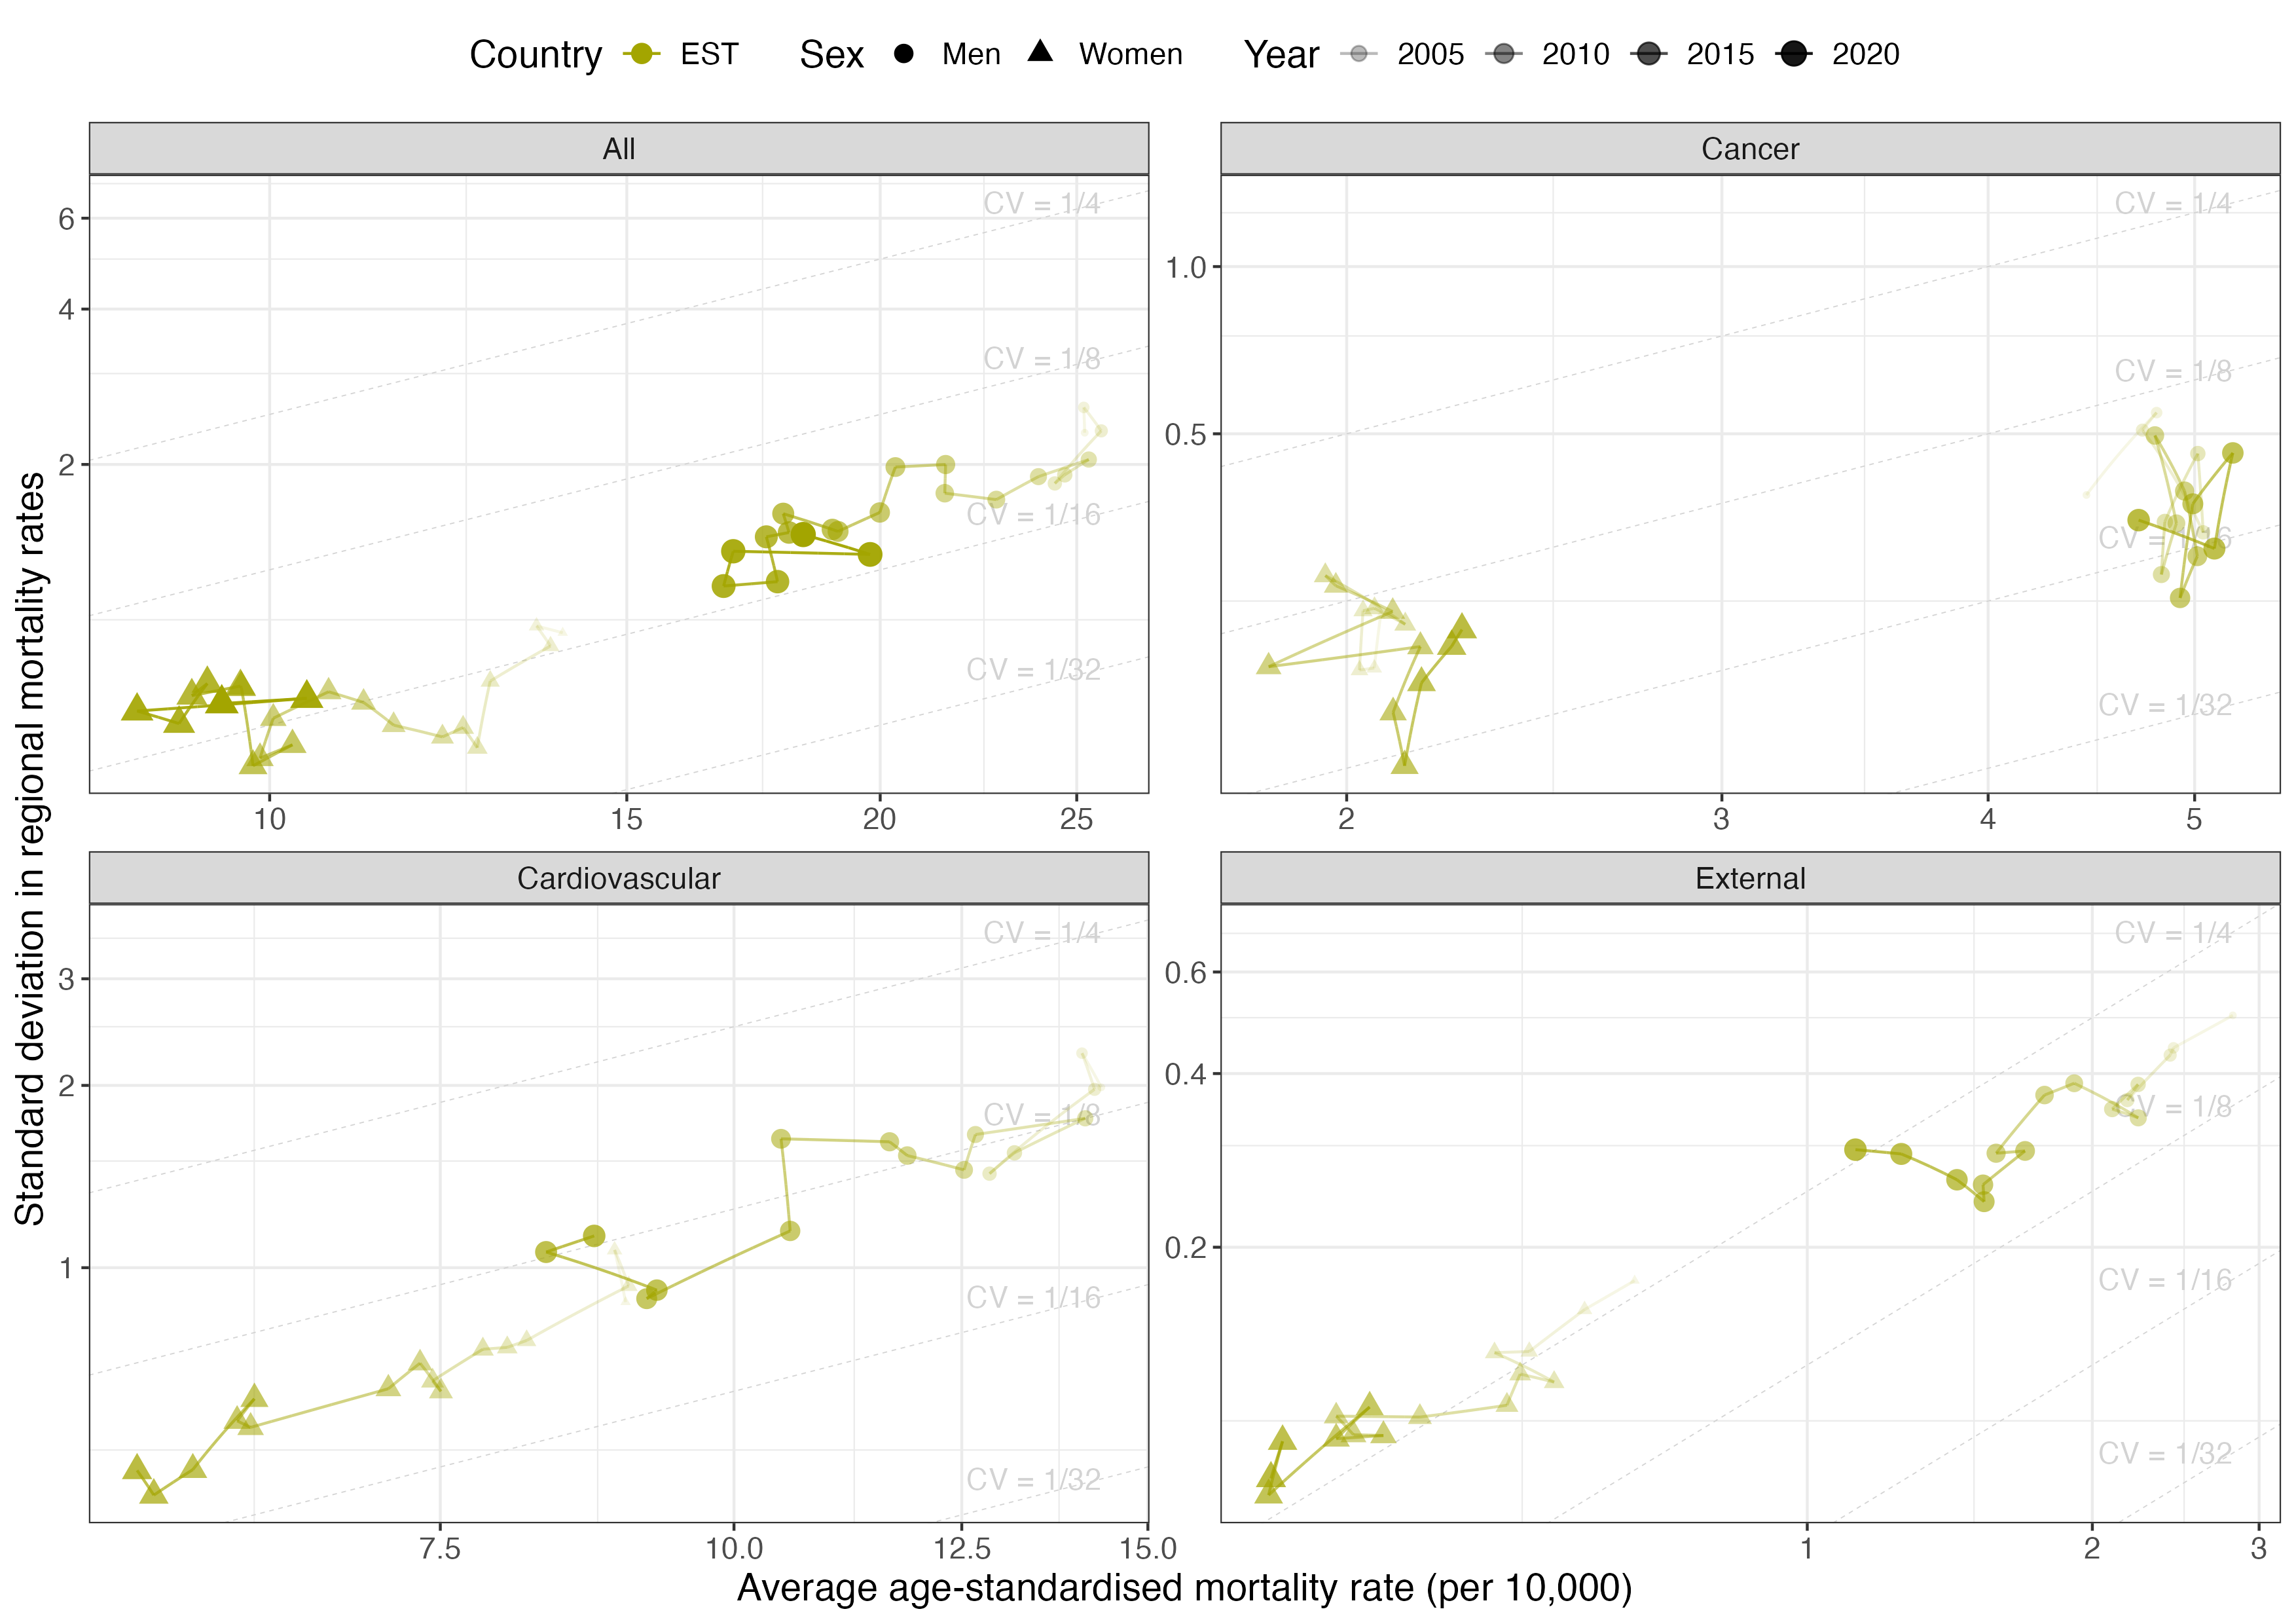 Country EST Sex Men Women Year 2005 2010 2015 2020
All
Cancer
CV = 1/4
CV = 1/8
CV = 1/16
CV = 1/32
6
4
2
10 15 20 25
CV = 1/4
CV = 1/8
CV = 1/16
CV = 1/32
1.0
0.5
2 3 4 5
Cardiovascular
External
CV = 1/4
CV = 1/8
CV = 1/16
CV = 1/32
3
2
1
7.5 10.0 12.5 15.0
CV = 1/4
CV = 1/8
CV = 1/16
CV = 1/32
0.6
0.4
0.2
1 2 3
Standard deviation in regional mortality rates
Average age-standardised mortality rate (per 10,000)